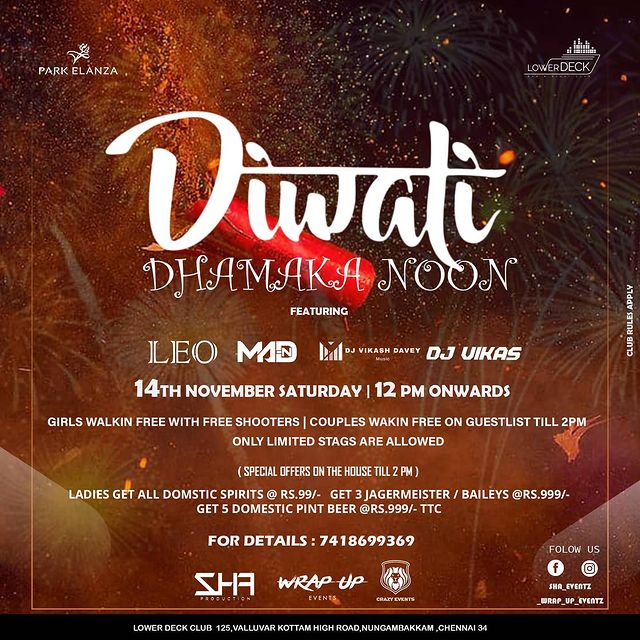 PARK ELÀNZA
LOWER DECK
Diwali
DHAMAKA NOON
FEATURING
LEO MADEN DJ VIKASH DAVEY DJ VIKAS
Music
14TH NOVEMBER SATURDAY | 12 PM ONWARDS
GIRLS WALKIN FREE WITH FREE SHOOTERS | COUPLES WAKIN FREE ON GUESTLIST TILL 2PM
ONLY LIMITED STAGS ARE ALLOWED
( SPECIAL OFFERS ON THE HOUSE TILL 2 PM )
LADIES GET ALL DOMSTIC SPIRITS @ RS.99/- GET 3 JAGERMEISTER / BAILEYS @RS.999/-
GET 5 DOMESTIC PINT BEER @RS.999/- TTC
FOR DETAILS : 7418699369
CLUB RULES APPLY
FOLOW US
SHA_EVENTZ
_WRAP_UP_EVENTZ
SHA WRAP UP
PRODUCTION EVENTS CRAZY EVENTS
LOWER DECK CLUB 125,VALLUVAR KOTTAM HIGH ROAD,NUNGAMBAKKAM ,CHENNAI 34